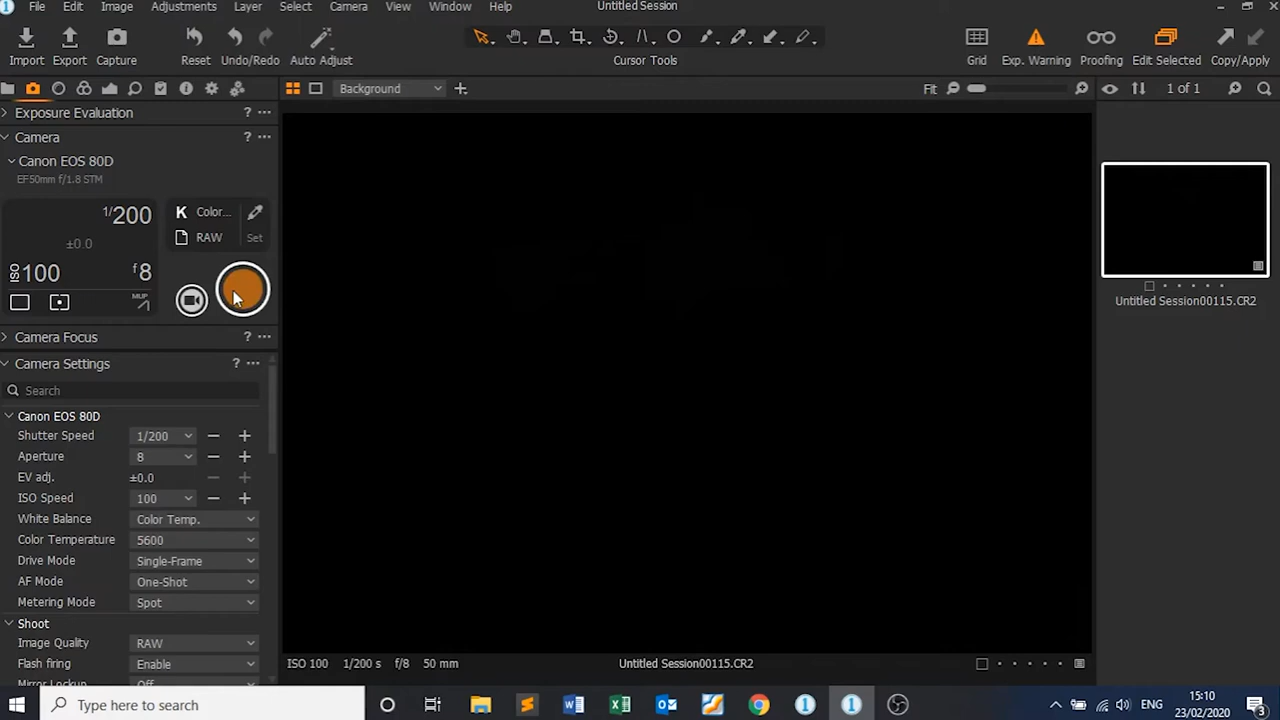 File Edit Image Adjustments Layer Select Camera View Window Help Untitled Session
Import Export Capture Reset Undo/Redo Auto Adjust Cursor Tools Grid Exp. Warning Proofing Edit Selected Copy/Apply
Background Fit 1 of 1
Exposure Evaluation ? ...
Camera ? ...
Canon EOS 80D
EF50mm f/1.8 STM
1/200 K Color...
±0.0 RAW Set
ISO 100 f 8
MUP
Camera Focus ? ...
Camera Settings ? ...
Search
Canon EOS 80D
Shutter Speed 1/200
Aperture 8
EV adj. ±0.0
ISO Speed 100
White Balance Color Temp.
Color Temperature 5600
Drive Mode Single-Frame
AF Mode One-Shot
Metering Mode Spot
Shoot
Image Quality RAW
Flash firing Enable
Mirror Lockup Off
Untitled Session00115.CR2
ISO 100 1/200 s f/8 50 mm Untitled Session00115.CR2
Type here to search
ENG
15:10
23/02/2020
3